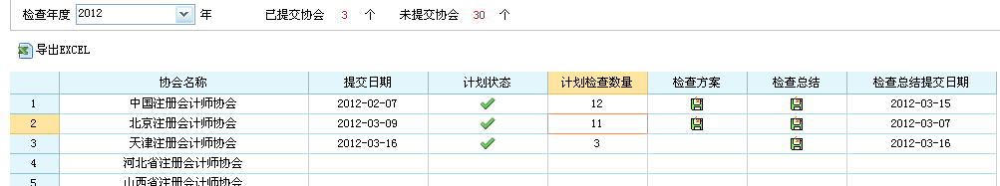 检查年度 2012 年 已提交协会 3 个 未提交协会 30 个
导出EXCEL
协会名称 提交日期 计划状态 计划检查数量 检查方案 检查总结 检查总结提交日期
1 中国注册会计师协会 2012-02-07 12 2012-03-15
2 北京注册会计师协会 2012-03-09 11 2012-03-07
3 天津注册会计师协会 2012-03-16 3 2012-03-16
4 河北省注册会计师协会
5 山西省注册会计师协会